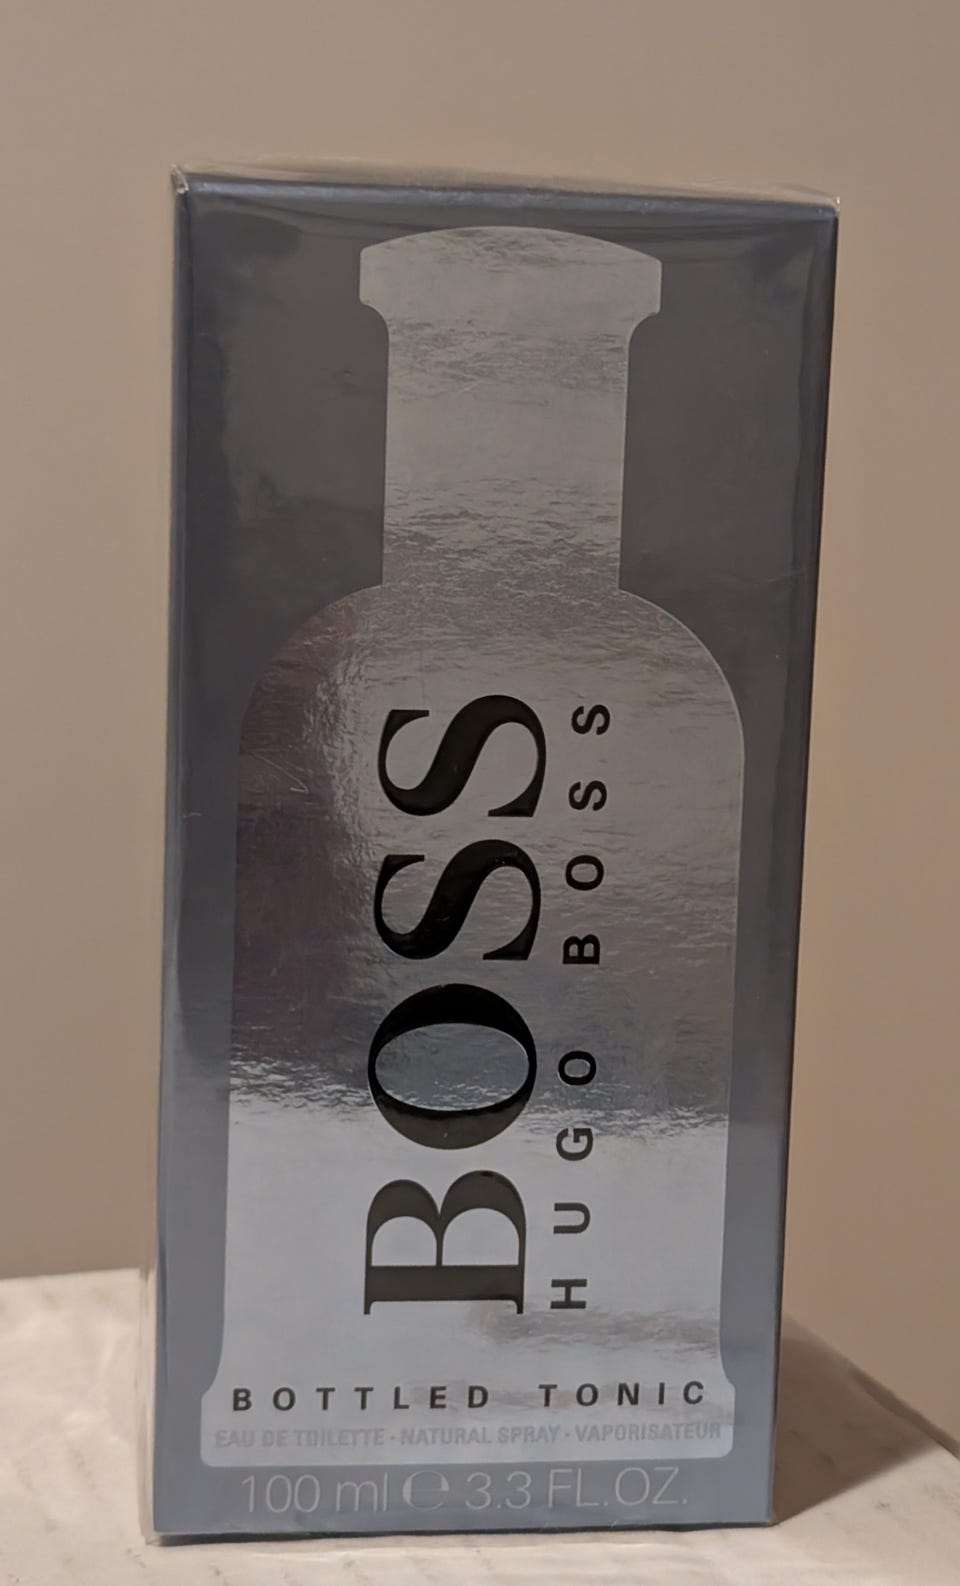 BOSS
HUGO BOSS
BOTTLED TONIC
EAU DE TOILETTE · NATURAL SPRAY · VAPORISATEUR
100 ml ℮ 3.3 FL.OZ.